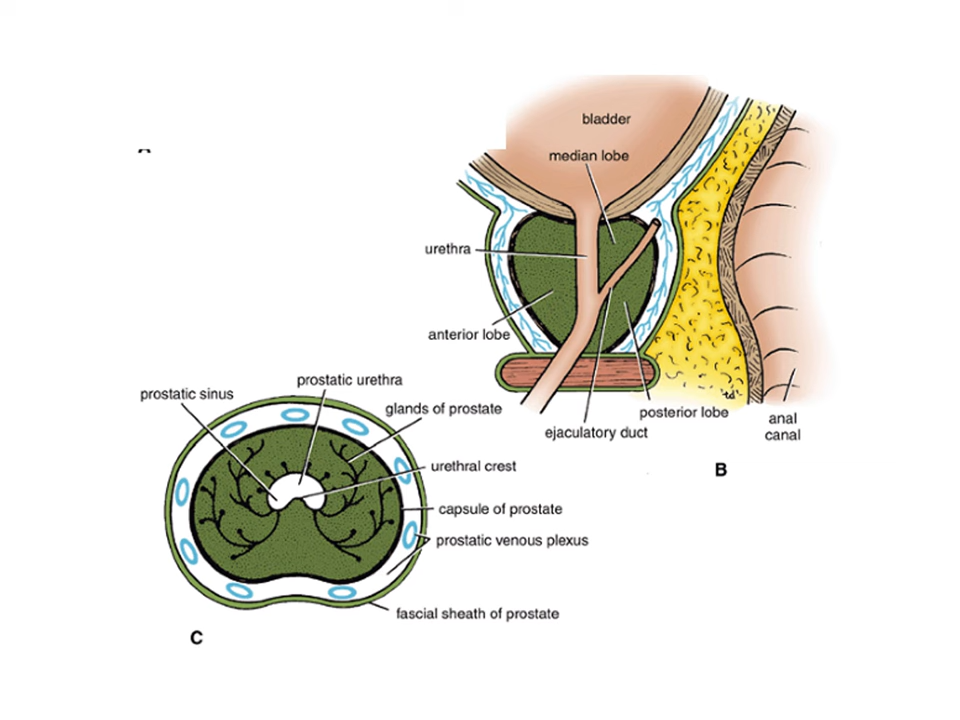 bladder
median lobe
urethra
anterior lobe
posterior lobe
ejaculatory duct
anal
canal
B
prostatic urethra
prostatic sinus
glands of prostate
urethral crest
capsule of prostate
prostatic venous plexus
fascial sheath of prostate
C